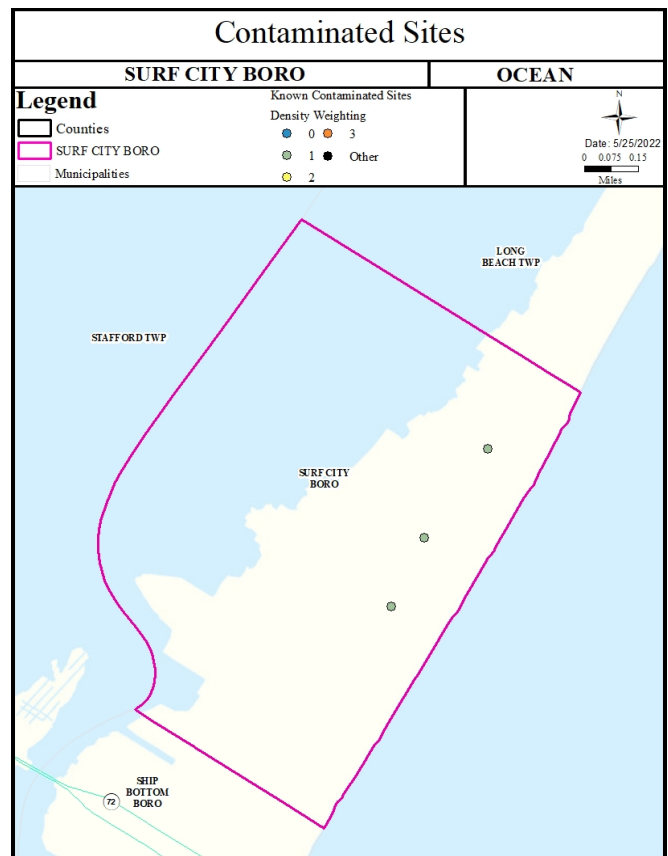 Contaminated Sites
SURF CITY BORO
OCEAN
Legend
Counties
SURF CITY BORO
Municipalities
Known Contaminated Sites
Density Weighting
0
3
1
Other
2
N
Date: 5/25/2022
0 0.075 0.15
Miles
LONG
BEACH TWP
STAFFORD TWP
SURF CITY
BORO
SHIP
BOTTOM
BORO
72